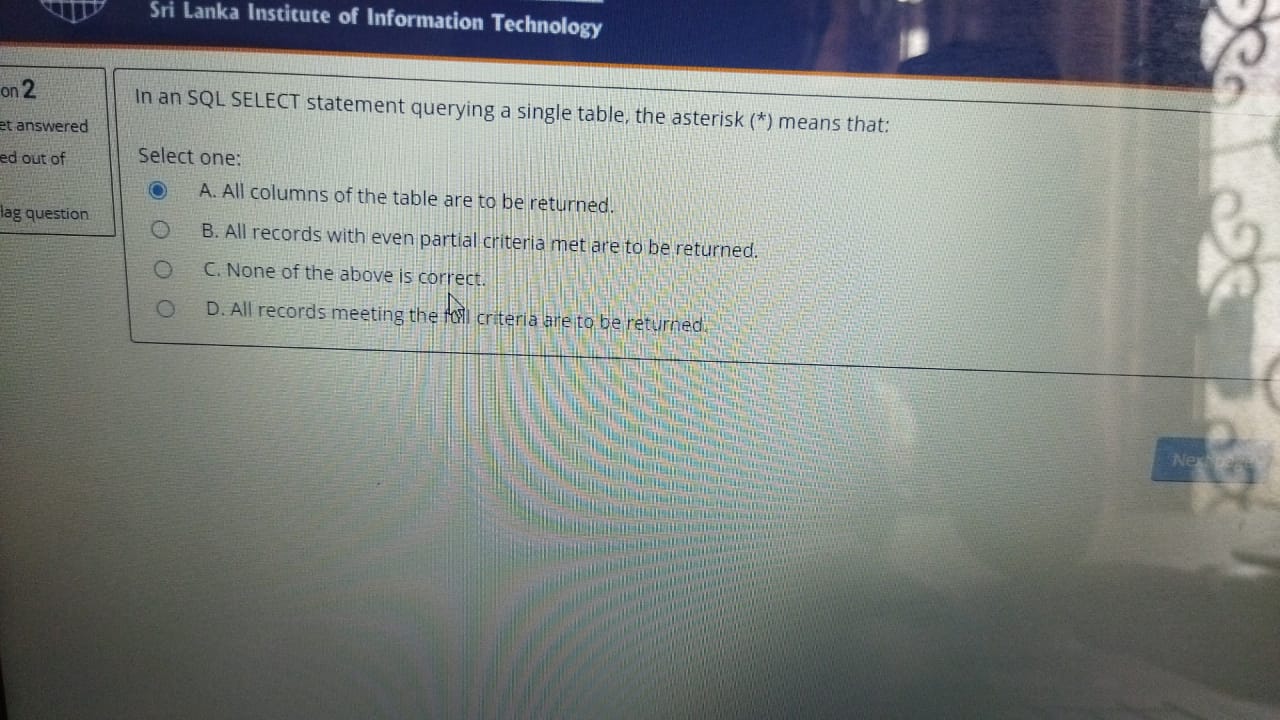 Sri Lanka Institute of Information Technology
on 2
et answered
ed out of
lag question
In an SQL SELECT statement querying a single table, the asterisk (*) means that:
Select one:
A. All columns of the table are to be returned.
B. All records with even partial criteria met are to be returned.
C. None of the above is correct.
D. All records meeting the full criteria are to be returned.